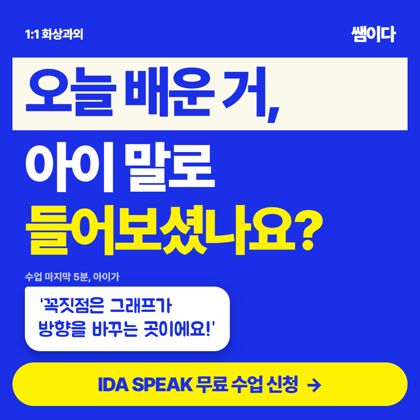 1:1 화상과외
쌤이다
오늘 배운 거,
아이 말로
들어보셨나요?
수업 마지막 5분, 아이가
'꼭짓점은 그래프가
방향을 바꾸는 곳이에요!'
IDA SPEAK 무료 수업 신청 →